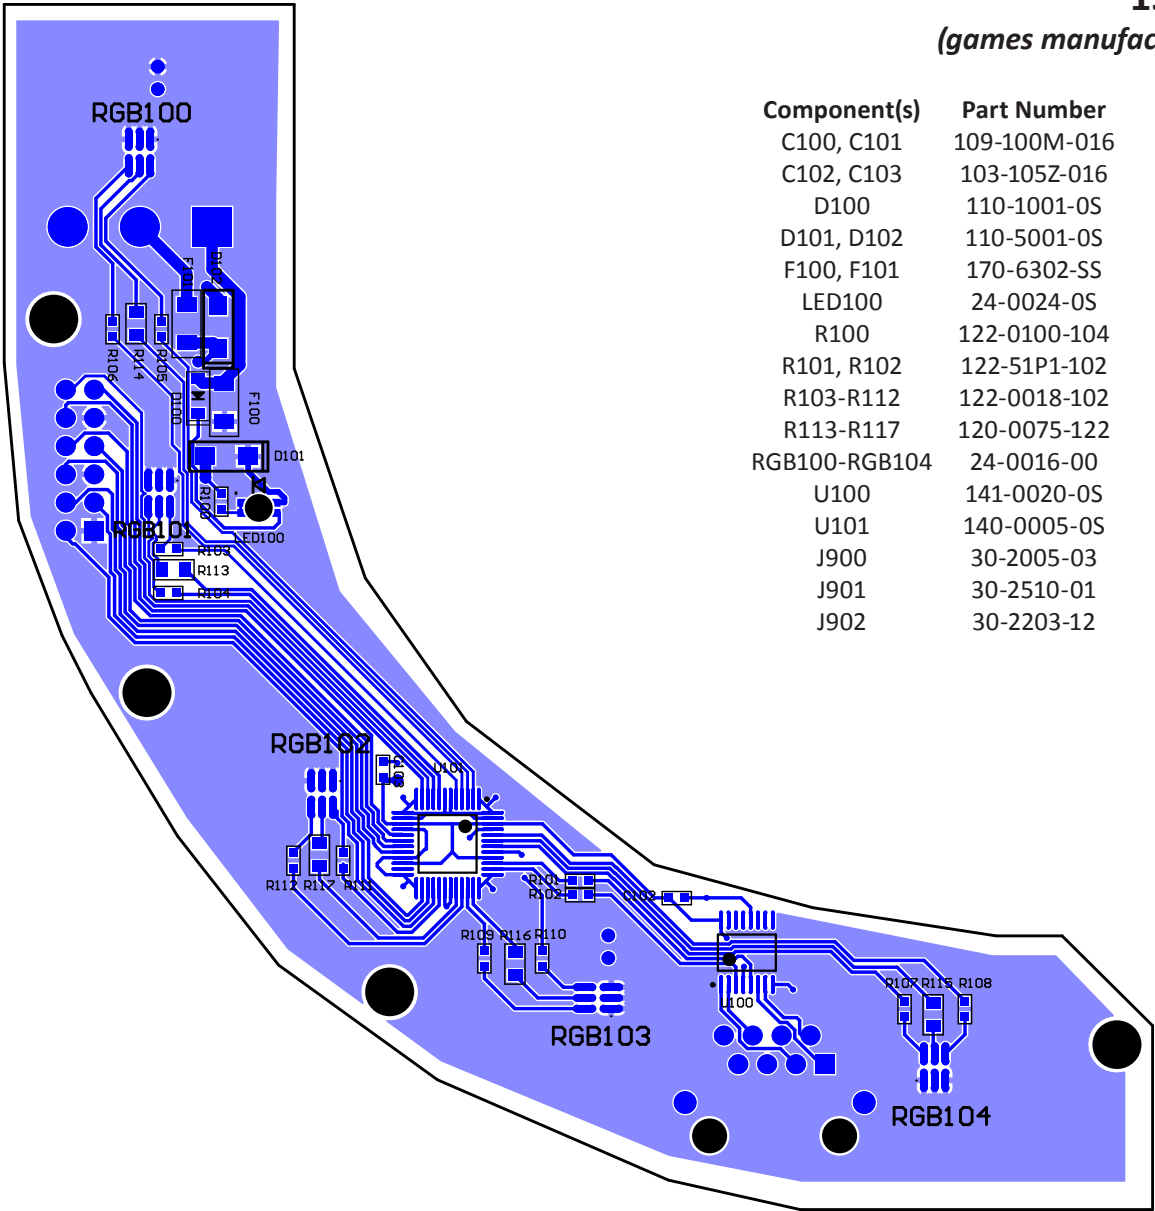 (games manufac
Component(s) Part Number
C100, C101 109-100M-016
C102, C103 103-105Z-016
D100 110-1001-0S
D101, D102 110-5001-0S
F100, F101 170-6302-SS
LED100 24-0024-0S
R100 122-0100-104
R101, R102 122-51P1-102
R103-R112 122-0018-102
R113-R117 120-0075-122
RGB100-RGB104 24-0016-00
U100 141-0020-0S
U101 140-0005-0S
J900 30-2005-03
J901 30-2510-01
J902 30-2203-12
RGB100
F101
D102
R106
R114
R105
D100
F100
D101
R100
LED100
RGB101
R103
R113
R104
RGB102
C103
U101
R112 R117 R111
R101
R102
C102
R109 R116 R110
U100
RGB103
R107 R115 R108
RGB104